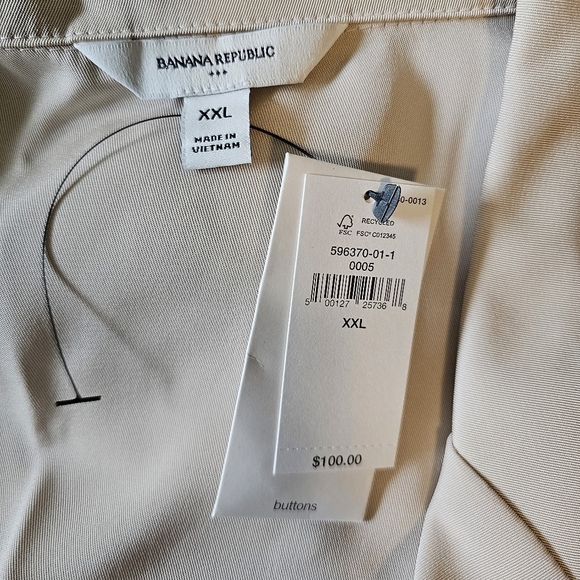 BANANA REPUBLIC
XXL
MADE IN
VIETNAM
0-0013
RECYCLED
FSC FSC® C012345
596370-01-1
0005
5 00127 25736 8
XXL
$100.00
buttons